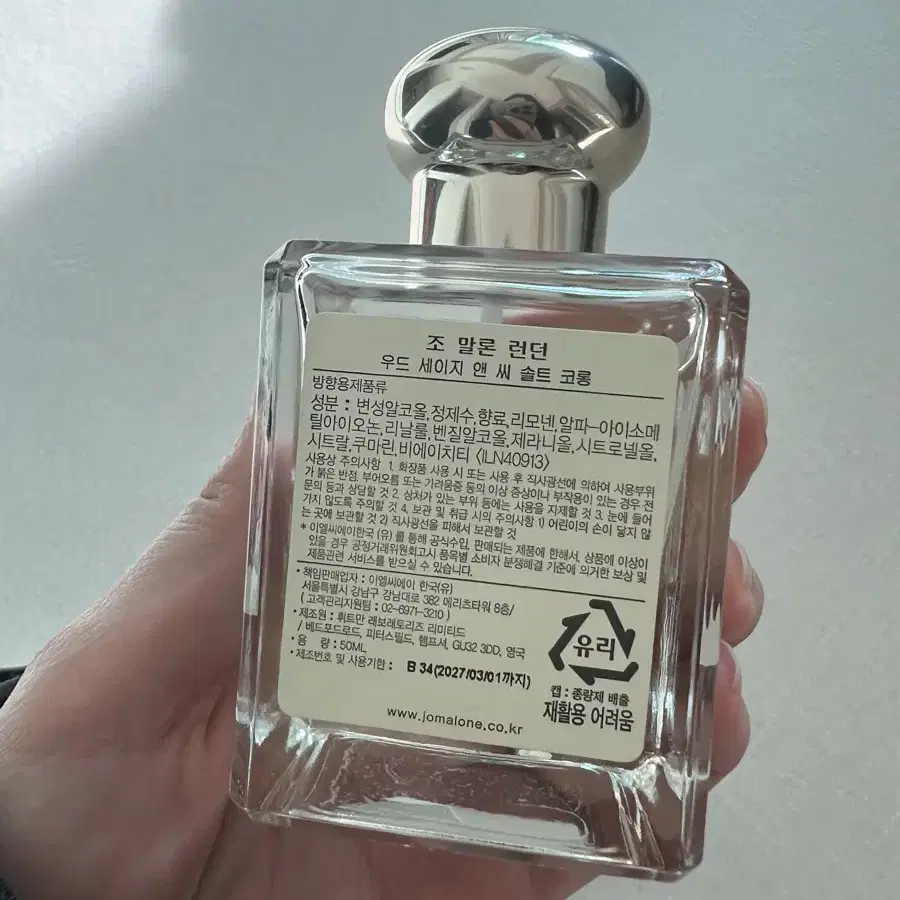 조 말론 런던
우드 세이지 앤 씨 솔트 코롱
방향용제품류
성분 : 변성알코올,정제수,향료,리모넨,알파-아이소메
틸아이오논,리날룰,벤질알코올,제라니올,시트로넬올,
시트랄,쿠마린,비에이치티 <ILN40913>
사용상 주의사항 1. 화장품 사용 시 또는 사용 후 직사광선에 의하여 사용부위
가 붉은 반점, 부어오름 또는 가려움증 등의 이상 증상이나 부작용이 있는 경우 전
문의 등과 상담할 것 2. 상처가 있는 부위 등에는 사용을 자제할 것 3. 눈에 들어
가지 않도록 주의할 것 4. 보관 및 취급 시의 주의사항 1) 어린이의 손이 닿지 않
는 곳에 보관할 것 2) 직사광선을 피해서 보관할 것
* 이엘씨에이한국 (유) 를 통해 공식수입, 판매되는 제품에 한해서, 상품에 이상이
있을 경우 공정거래위원회고시 품목별 소비자 분쟁해결 기준에 의거한 보상 및
제품관련 서비스를 받으실 수 있습니다.
• 책임판매업자 : 이엘씨에이 한국(유)
서울특별시 강남구 강남대로 382 메리츠타워 8층/
( 고객관리지원팀 : 02-6971-3210 )
• 제조원 : 휘트만 래보래토리즈 리미티드
/ 베드포드로드, 피터스필드, 햄프셔, GU32 3DD, 영국
• 용 량 : 50ML
• 제조번호 및 사용기한 : B 34(2027/03/01까지)
유리
캡 : 종량제 배출
재활용 어려움
www.jomalone.co.kr